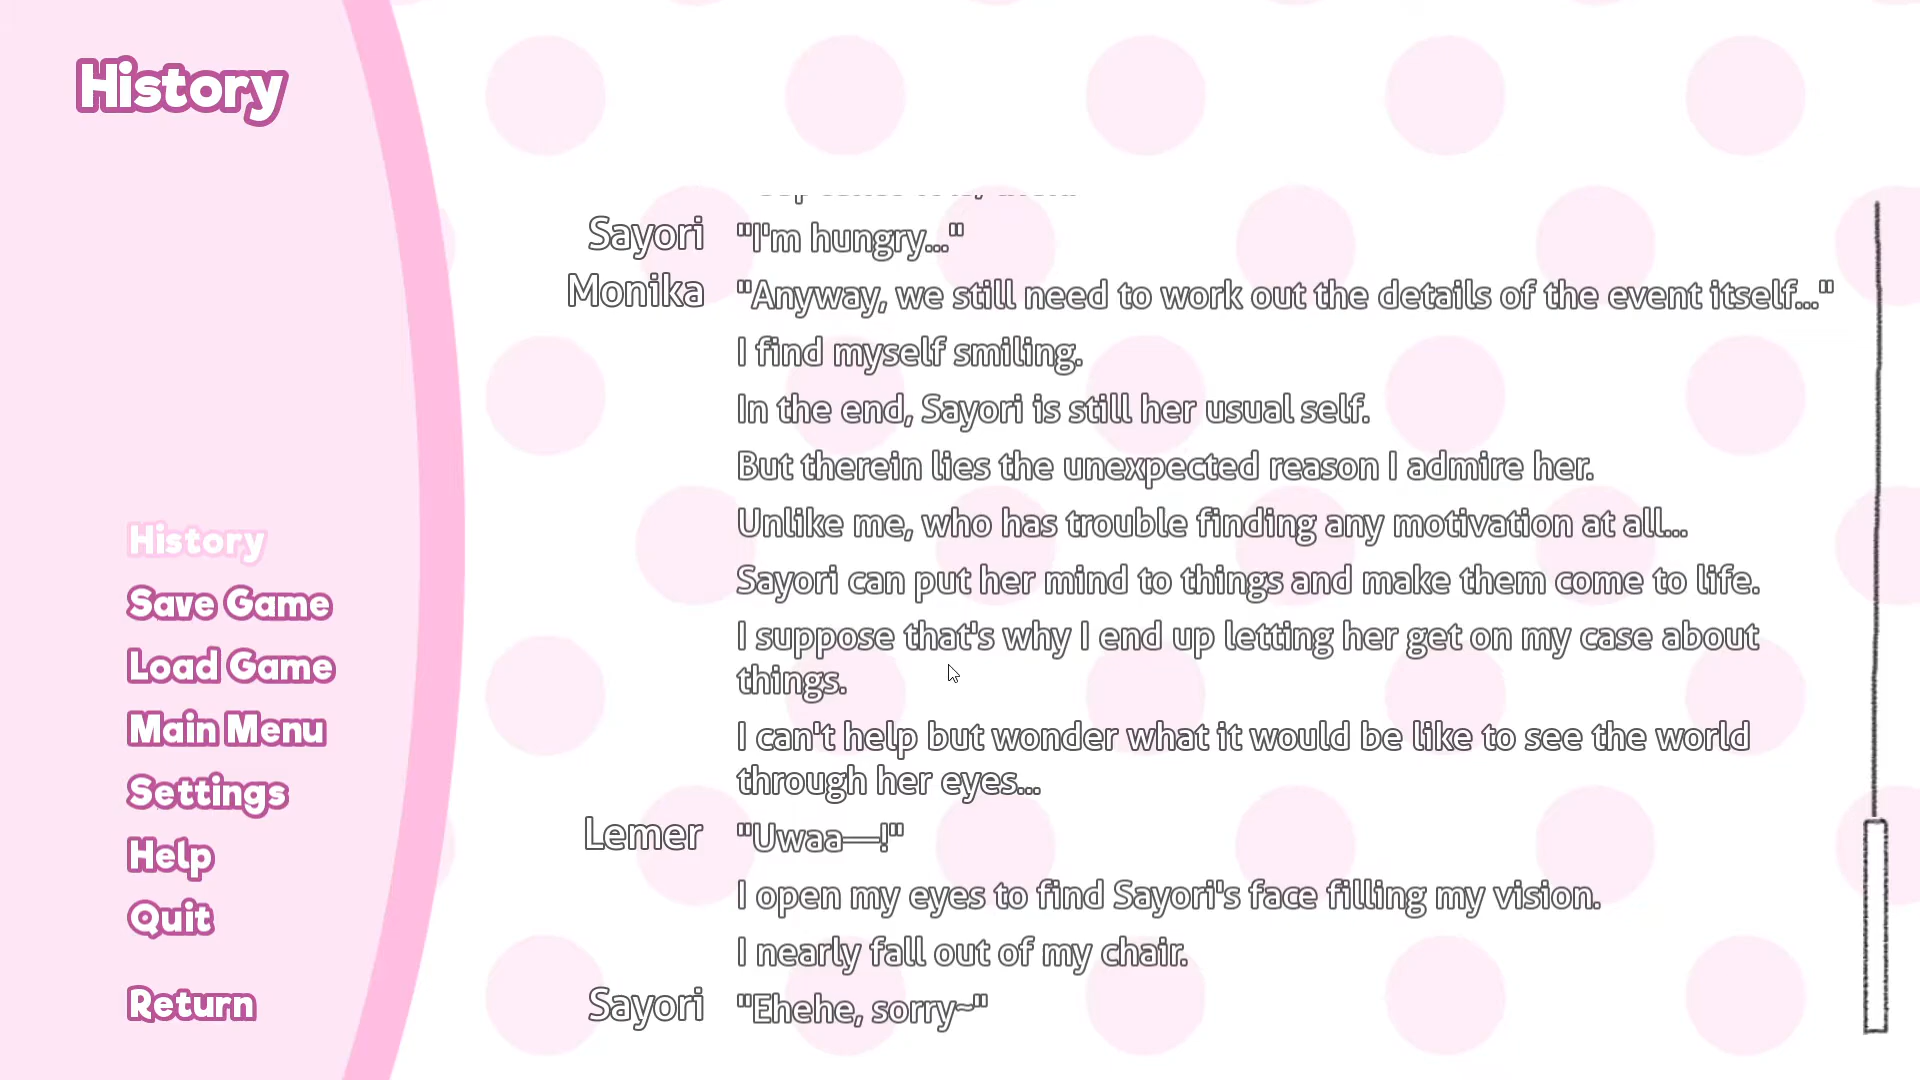 History
Sayori "I'm hungry..."
Monika "Anyway, we still need to work out the details of the event itself..."
I find myself smiling.
In the end, Sayori is still her usual self.
But therein lies the unexpected reason I admire her.
Unlike me, who has trouble finding any motivation at all...
Sayori can put her mind to things and make them come to life.
I suppose that's why I end up letting her get on my case about
things.
I can't help but wonder what it would be like to see the world
through her eyes...
Lemer "Uwaa—!"
I open my eyes to find Sayori's face filling my vision.
I nearly fall out of my chair.
Sayori "Ehehe, sorry~"
History
Save Game
Load Game
Main Menu
Settings
Help
Quit
Return